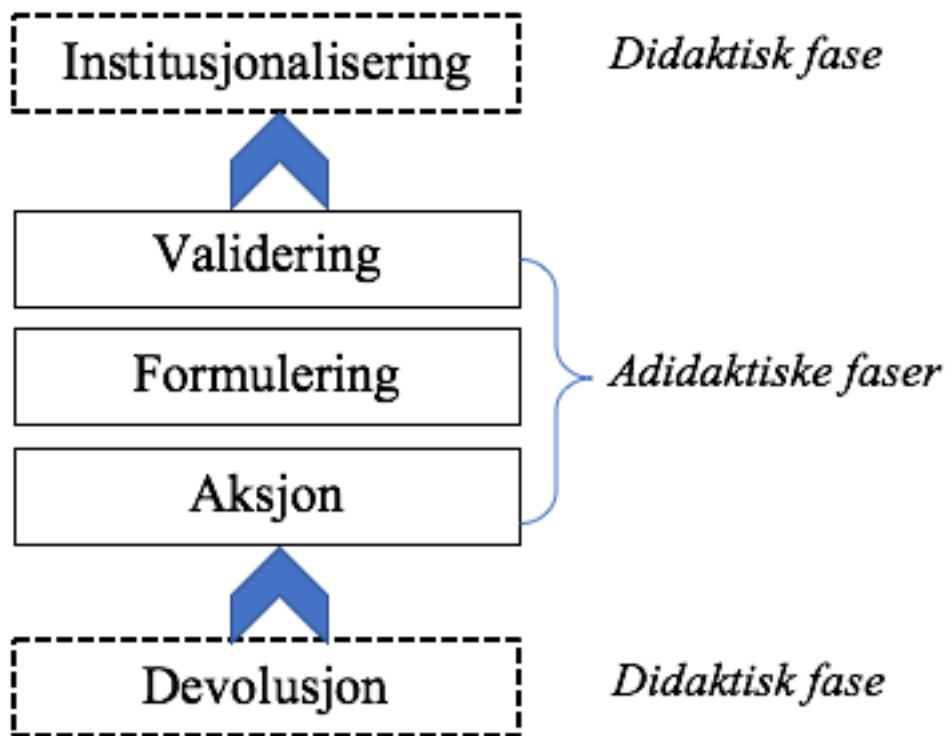 Institusjonalisering Didaktisk fase
Validering
Formulering Adidaktiske faser
Aksjon
Devolusjon Didaktisk fase